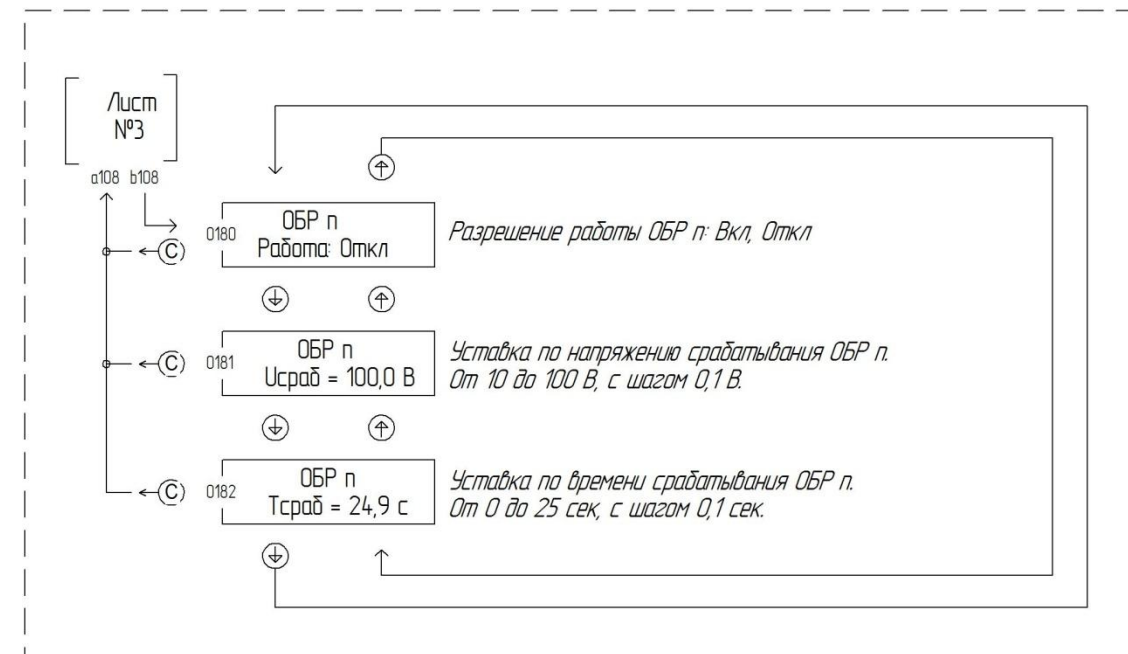 Лист
№3
a108 b108
0180
ОБР n
Работа: Откл
Разрешение работы ОБР n: Вкл, Откл
C
0181
ОБР n
Uсраб = 100,0 В
Уставка по напряжению срабатывания ОБР n.
От 10 до 100 В, с шагом 0,1 В.
C
0182
ОБР n
Tсраб = 24,9 с
Уставка по времени срабатывания ОБР n.
От 0 до 25 сек, с шагом 0,1 сек.
C